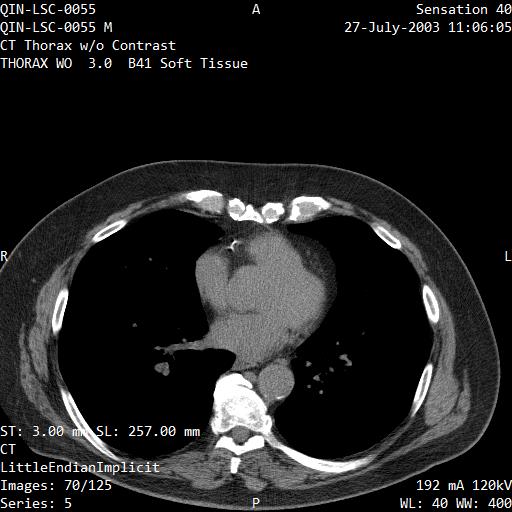 QIN-LSC-0055
A
Sensation 40
QIN-LSC-0055 M
27-July-2003 11:06:05
CT Thorax w/o Contrast
THORAX WO 3.0 B41 Soft Tissue
R
L
ST: 3.00 mm SL: 257.00 mm
CT
LittleEndianImplicit
Images: 70/125
192 mA 120kV
Series: 5
P
WL: 40 WW: 400